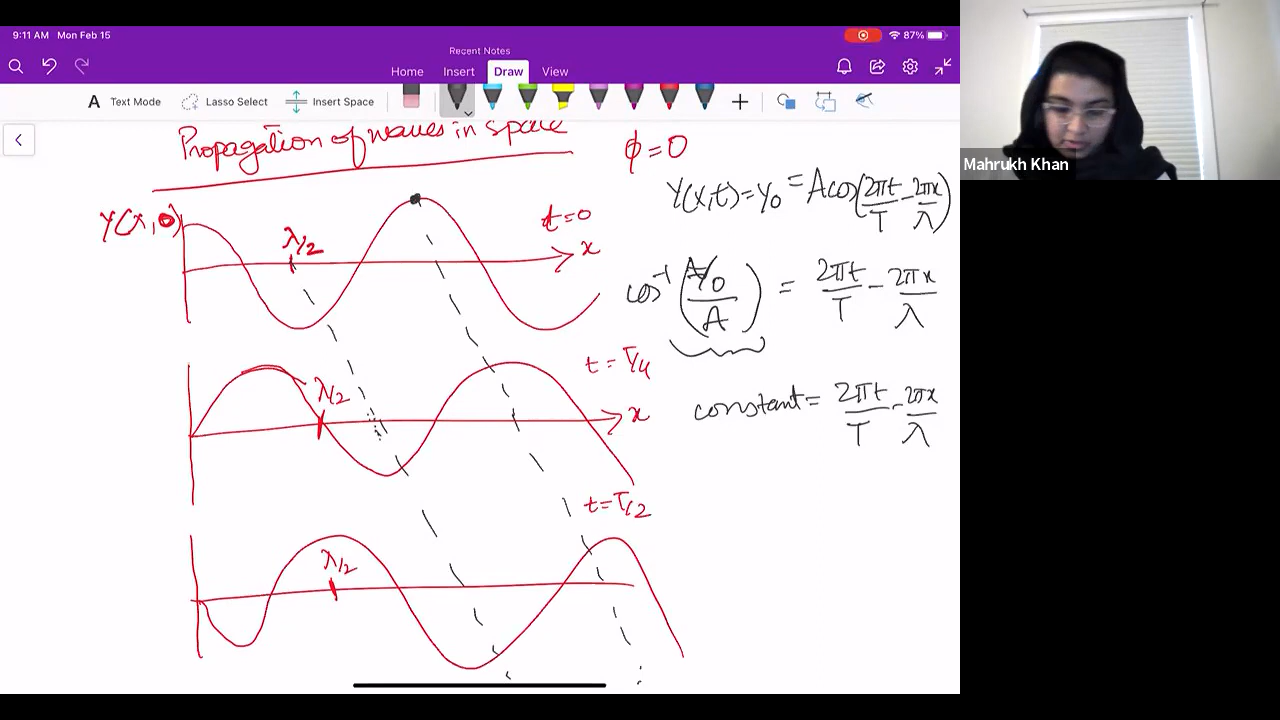 9:11 AM Mon Feb 15
87%
Recent Notes
Home Insert Draw View
A Text Mode Lasso Select Insert Space
Propagation of waves in space
Y(x,0)
t=0
λ/2
x
t=T/4
λ/2
x
t=T/2
λ/2
ϕ=0
Y(x,t)=y₀=Acos(2πt/T-2πx/λ)
cos⁻¹(y₀/A)=2πt/T-2πx/λ
constant=2πt/T-2πx/λ
Mahrukh Khan